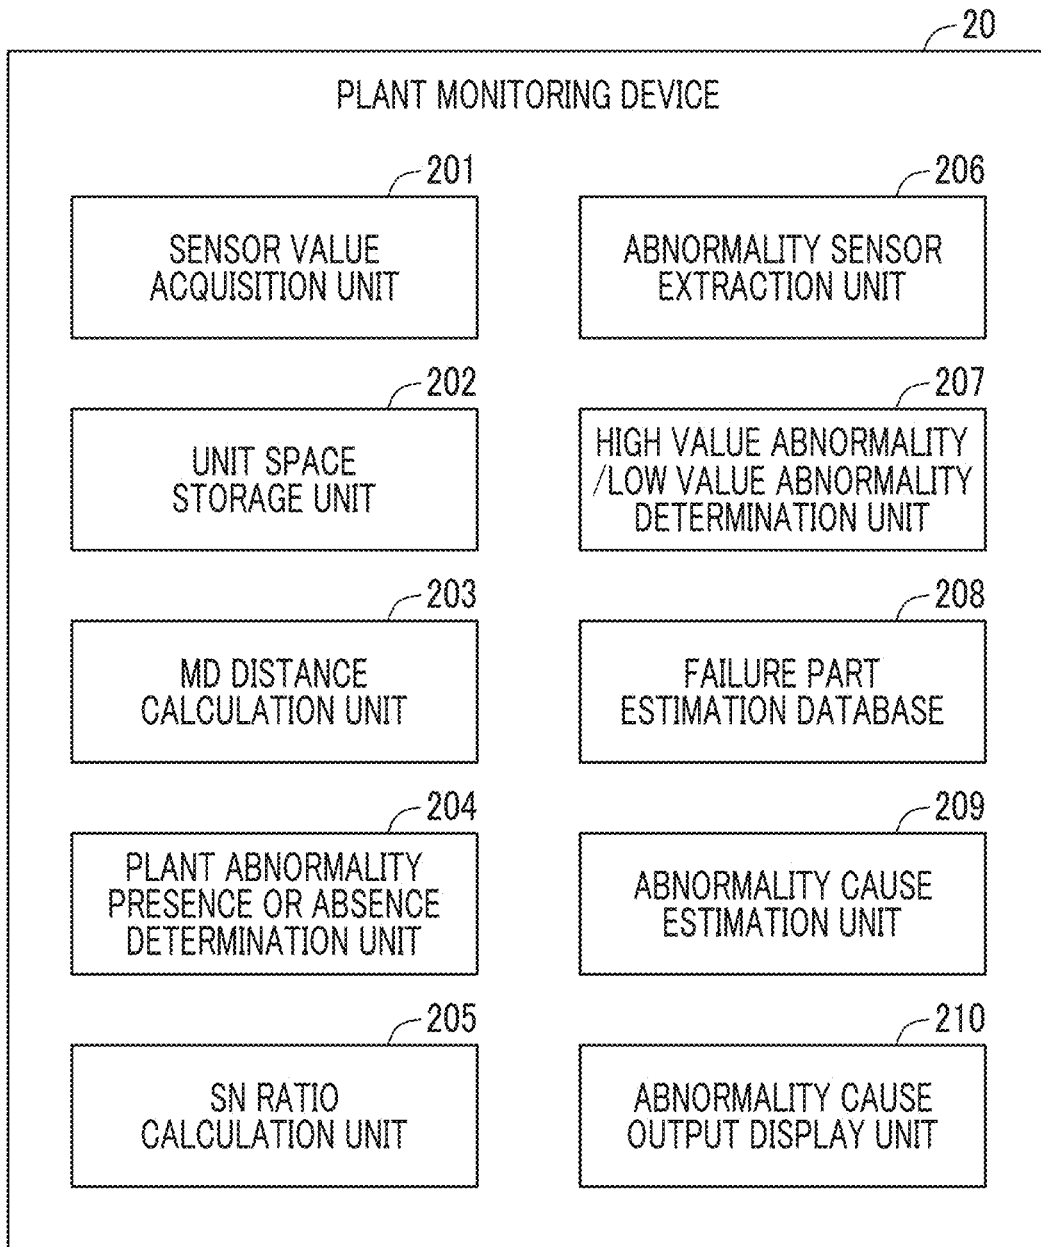 20
PLANT MONITORING DEVICE
201
SENSOR VALUE
ACQUISITION UNIT
202
UNIT SPACE
STORAGE UNIT
203
MD DISTANCE
CALCULATION UNIT
204
PLANT ABNORMALITY
PRESENCE OR ABSENCE
DETERMINATION UNIT
205
SN RATIO
CALCULATION UNIT
206
ABNORMALITY SENSOR
EXTRACTION UNIT
207
HIGH VALUE ABNORMALITY
/LOW VALUE ABNORMALITY
DETERMINATION UNIT
208
FAILURE PART
ESTIMATION DATABASE
209
ABNORMALITY CAUSE
ESTIMATION UNIT
210
ABNORMALITY CAUSE
OUTPUT DISPLAY UNIT